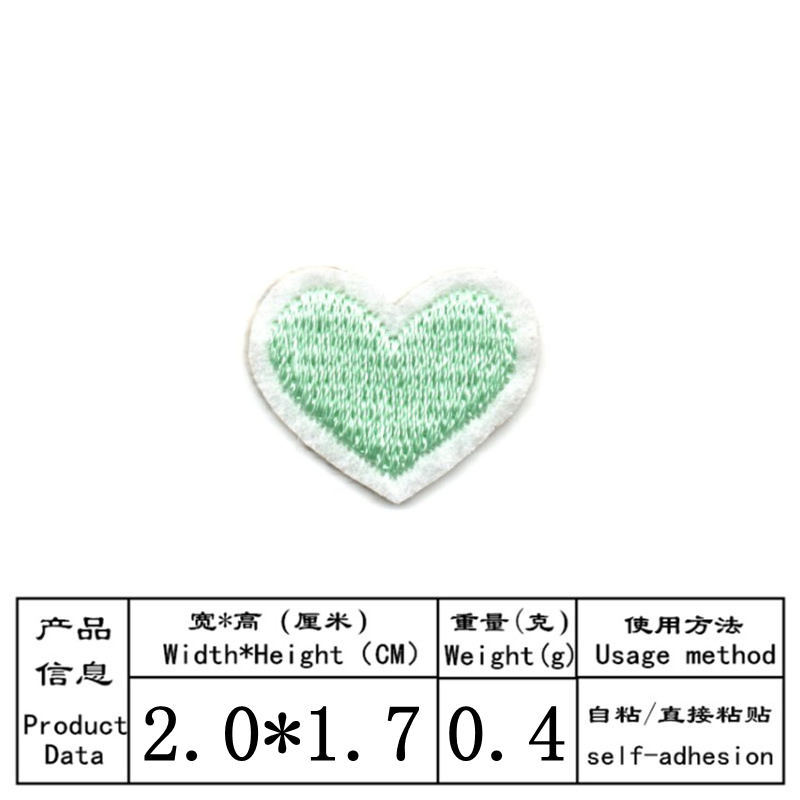 产品
信息
Product
Data
宽*高（厘米）
Width*Height（CM）
重量(克)
Weight(g)
使用方法
Usage method
2.0*1.7
0.4
自粘/直接粘贴
self-adhesion